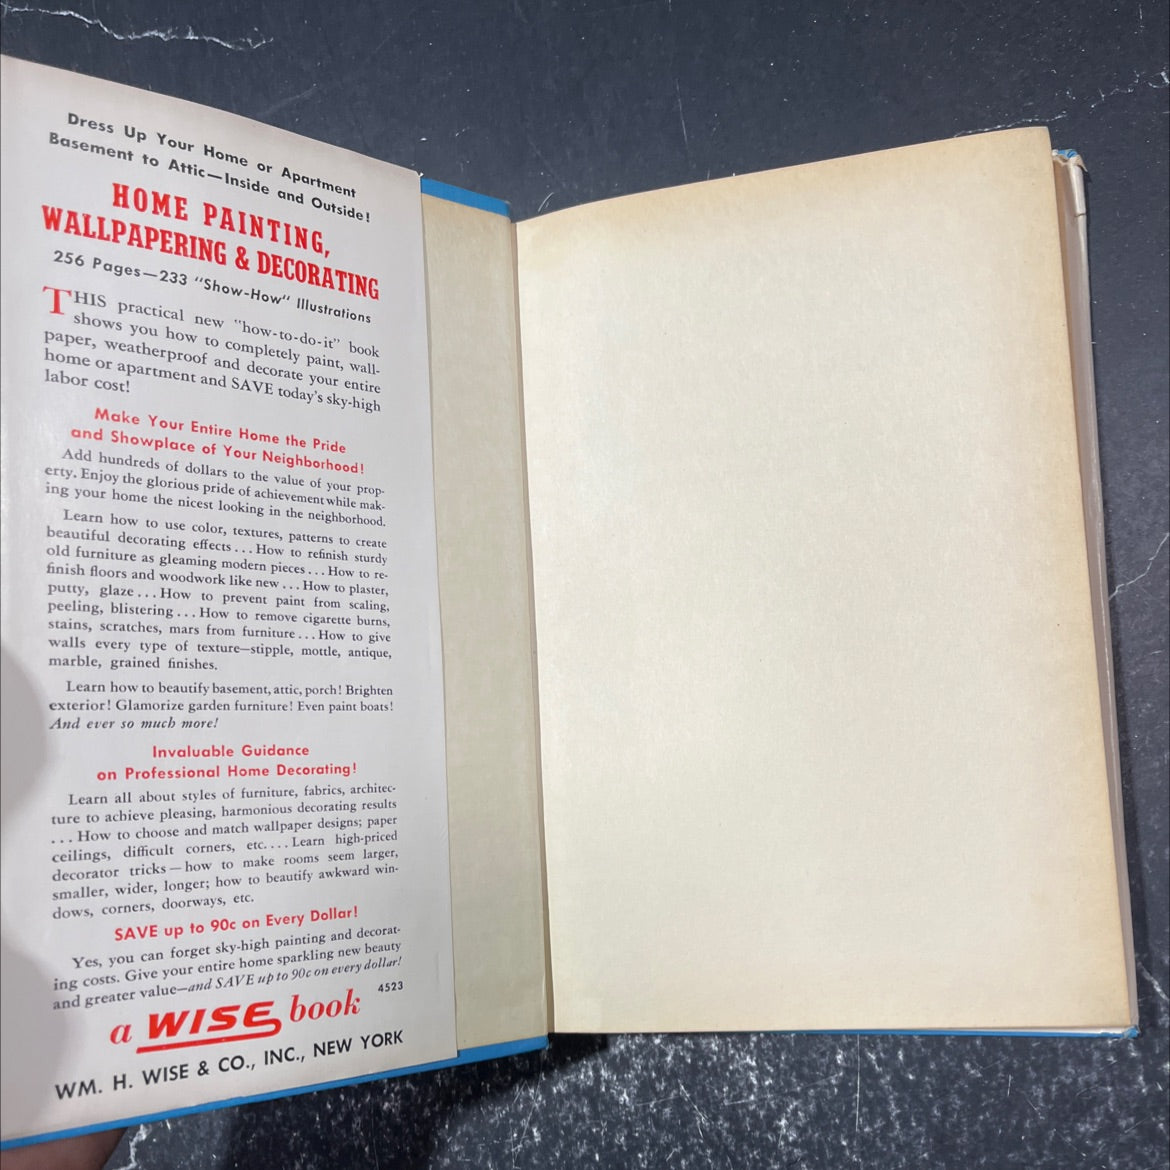 Dress Up Your Home or Apartment
Basement to Attic—Inside and Outside!
HOME PAINTING,
WALLPAPERING & DECORATING
256 Pages—233 "Show-How" Illustrations
THIS practical new "how-to-do-it" book
shows you how to completely paint, wall-
paper, weatherproof and decorate your entire
home or apartment and SAVE today's sky-high
labor cost!
Make Your Entire Home the Pride
and Showplace of Your Neighborhood!
Add hundreds of dollars to the value of your prop-
erty. Enjoy the glorious pride of achievement while mak-
ing your home the nicest looking in the neighborhood.
Learn how to use color, textures, patterns to create
beautiful decorating effects . . . How to refinish sturdy
old furniture as gleaming modern pieces . . . How to re-
finish floors and woodwork like new . . . How to plaster,
putty, glaze . . . How to prevent paint from scaling,
peeling, blistering . . . How to remove cigarette burns,
stains, scratches, mars from furniture . . . How to give
walls every type of texture—stipple, mottle, antique,
marble, grained finishes.
Learn how to beautify basement, attic, porch! Brighten
exterior! Glamorize garden furniture! Even paint boats!
And ever so much more!
Invaluable Guidance
on Professional Home Decorating!
Learn all about styles of furniture, fabrics, architec-
ture to achieve pleasing, harmonious decorating results
. . . How to choose and match wallpaper designs; paper
ceilings, difficult corners, etc. . . . Learn high-priced
decorator tricks—how to make rooms seem larger,
smaller, wider, longer; how to beautify awkward win-
dows, corners, doorways, etc.
SAVE up to 90c on Every Dollar!
Yes, you can forget sky-high painting and decorat-
ing costs. Give your entire home sparkling new beauty
and greater value—and SAVE up to 90c on every dollar!
4523
a WISE book
WM. H. WISE & CO., INC., NEW YORK